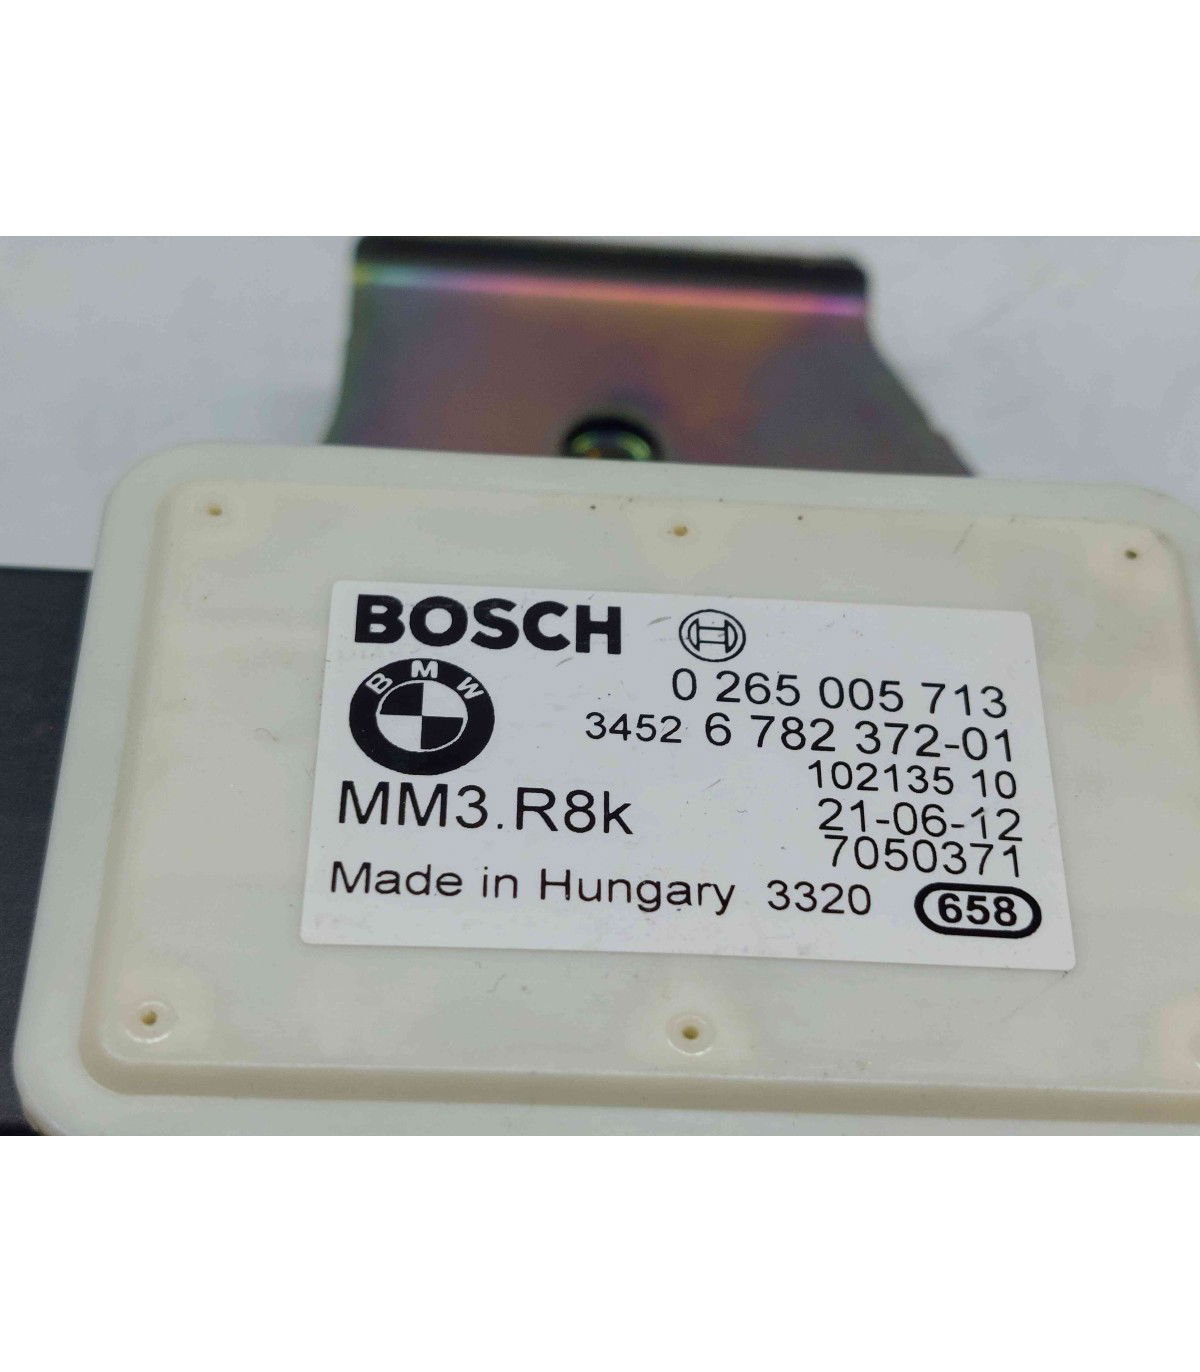 BOSCH
BMW
0 265 005 713
3452 6 782 372-01
102135 10
MM3.R8k
21-06-12
7050371
Made in Hungary 3320 658